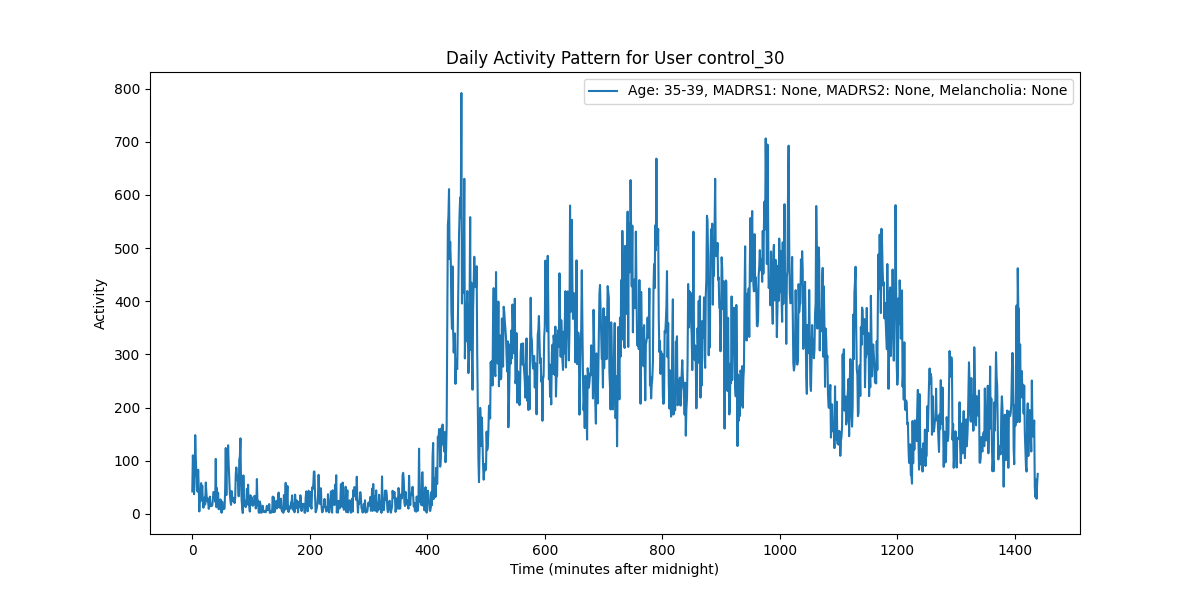 Daily Activity Pattern for User control_30
Age: 35-39, MADRS1: None, MADRS2: None, Melancholia: None
Activity
800
700
600
500
400
300
200
100
0
0 200 400 600 800 1000 1200 1400
Time (minutes after midnight)